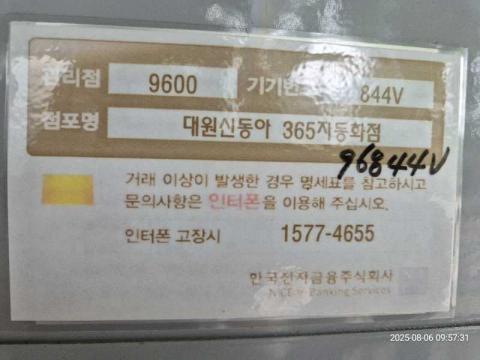 관리점 9600 기기번호 844V
점포명 대원신동아 365자동화점
96844V
거래 이상이 발생한 경우 명세표를 참고하시고
문의사항은 인터폰을 이용해 주십시오.
인터폰 고장시 1577-4655
한국전자금융주식회사
Banking Services
2025-08-06 09:57:31